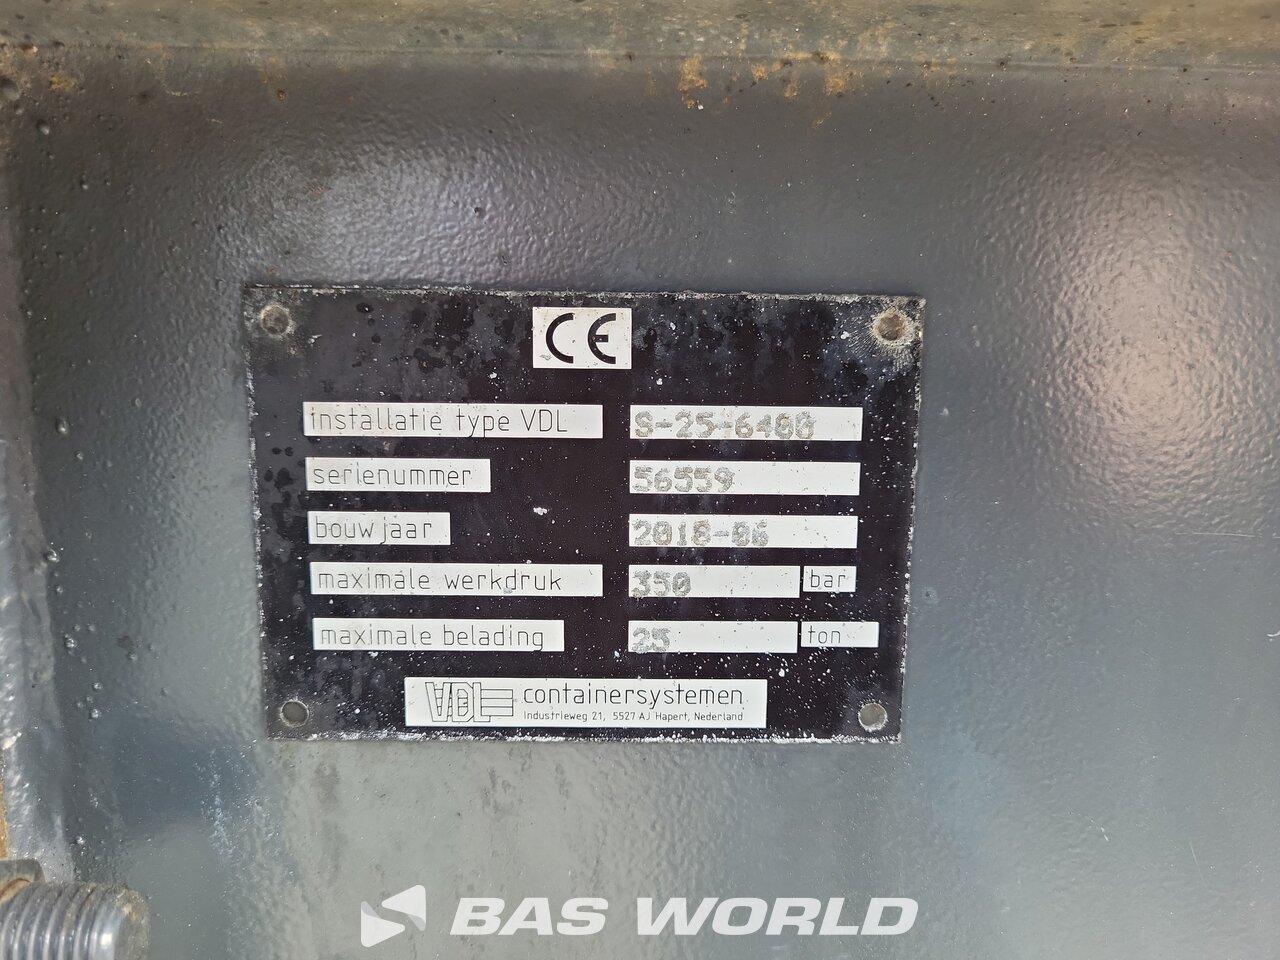 CE
installatie type VDL S-25-6400
serienummer 56559
bouwjaar 2018-06
maximale werkdruk 350 bar
maximale belading 25 ton
VDL containersystemen
Industrieweg 21, 5527 AJ Hapert, Nederland
BAS WORLD